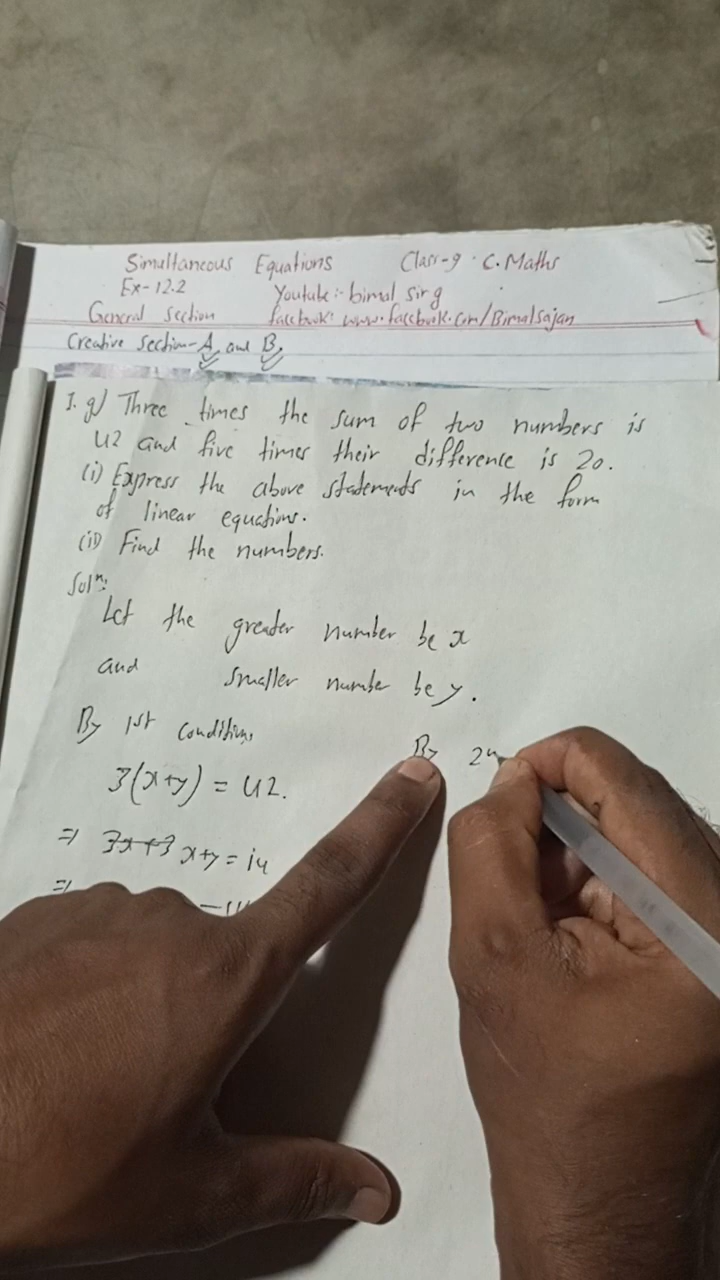 Simultaneous Equations Class-9 C.Maths
Ex-12.2 Youtube:- bimal sir g
General section facebook: www.facebook.com/Bimalsajan
Creative section-A and B.
1. g) Three times the sum of two numbers is
42 and five times their difference is 20.
(i) Express the above statements in the form
of linear equations.
(ii) Find the numbers.
Solⁿ:
Let the greater number be x
and smaller number be y.
By 1st condition,
3(x+y) = 42.
⇒ x+y = 14
⇒
By 2n